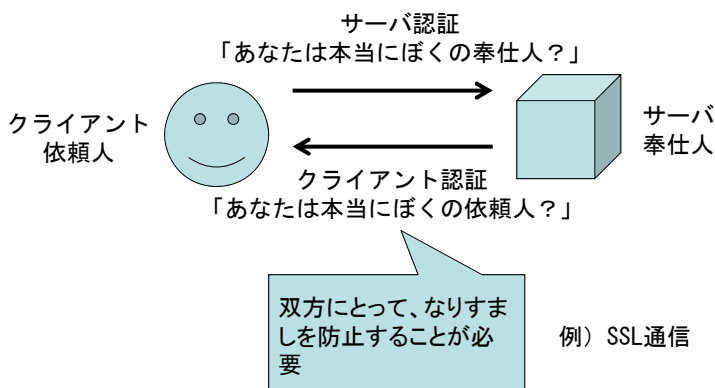 サーバ認証
「あなたは本当にぼくの奉仕人？」
クライアント
依頼人
サーバ
奉仕人
クライアント認証
「あなたは本当にぼくの依頼人？」
双方にとって、なりすま
しを防止することが必
要
例）SSL通信